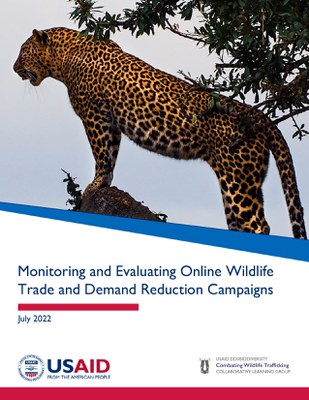 Monitoring and Evaluating Online Wildlife
Trade and Demand Reduction Campaigns
July 2022
USAID
FROM THE AMERICAN PEOPLE
USAID DDI/BIODIVERSITY
Combating Wildlife Trafficking
COLLABORATIVE LEARNING GROUP